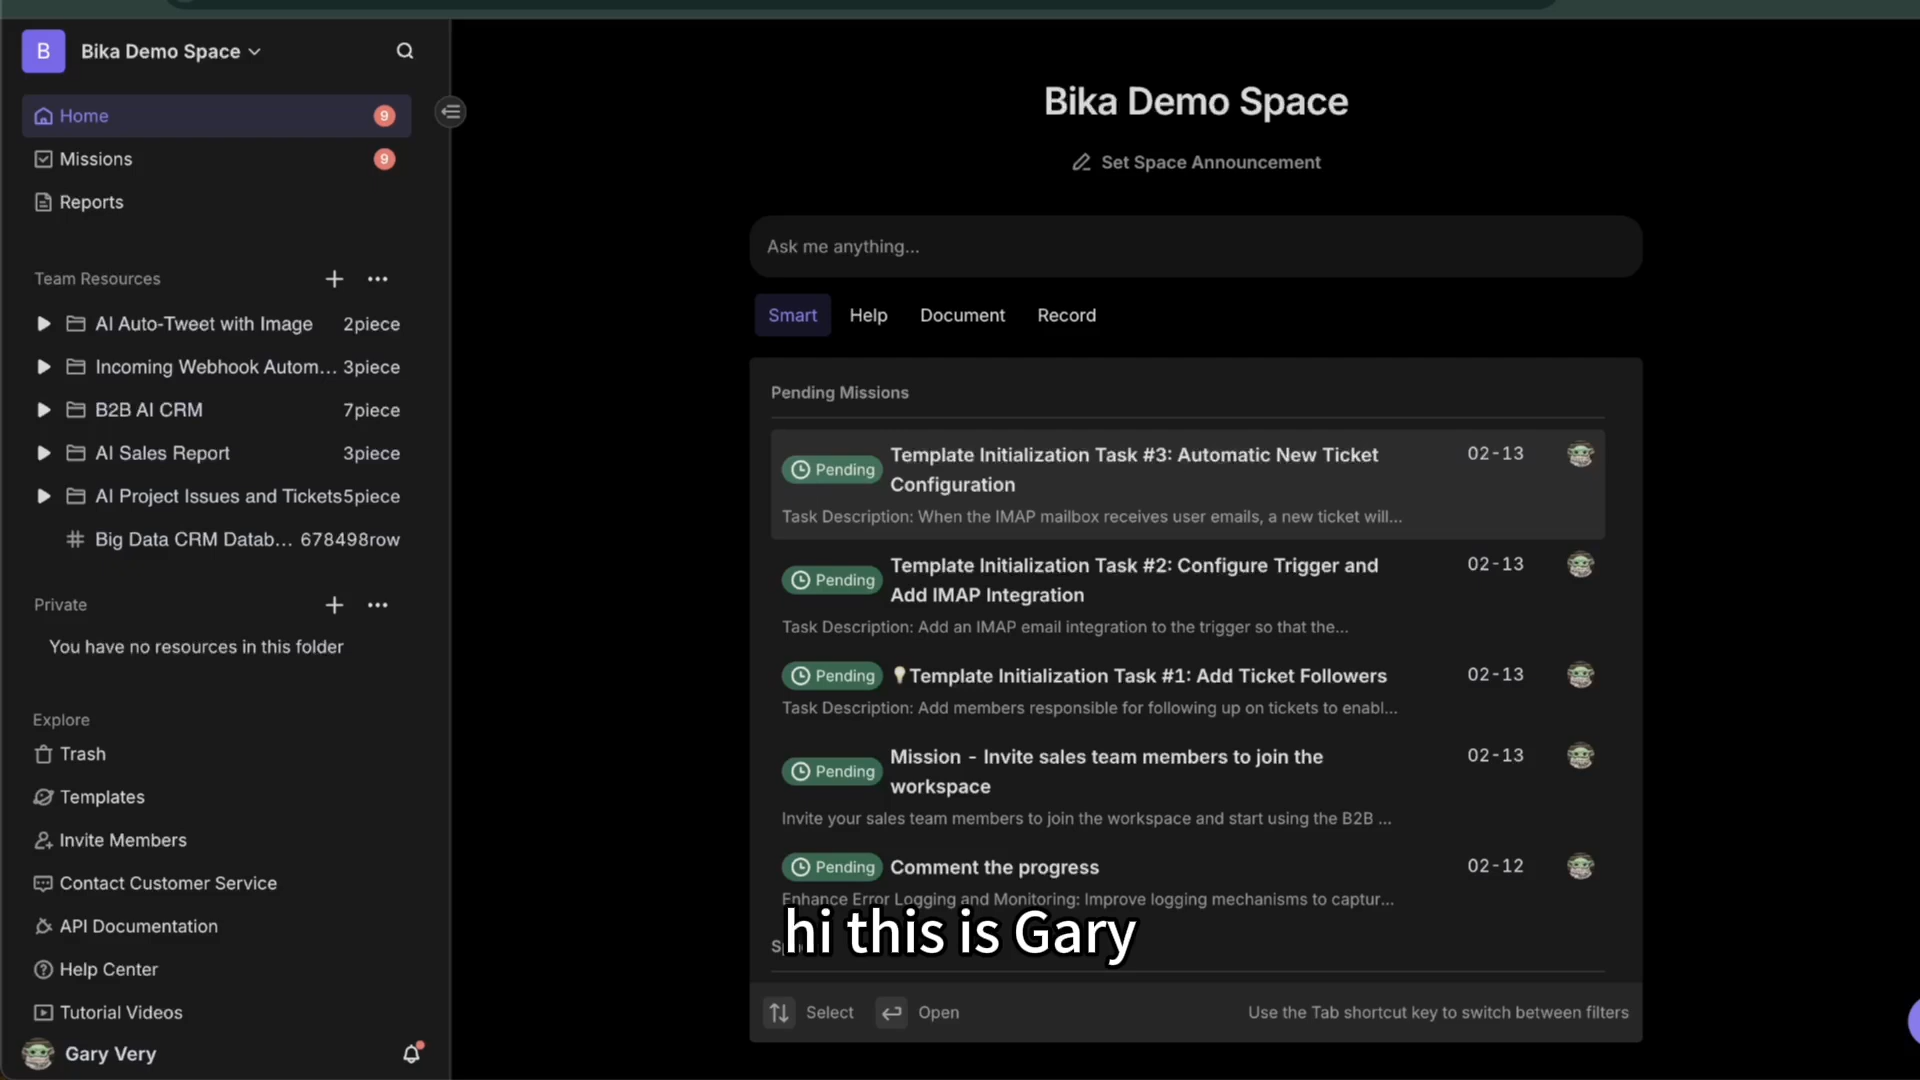 B
Bika Demo Space
Home
9
Missions
9
Reports
Team Resources
AI Auto-Tweet with Image
2piece
Incoming Webhook Autom...
3piece
B2B AI CRM
7piece
AI Sales Report
3piece
AI Project Issues and Tickets
5piece
Big Data CRM Datab...
678498row
Private
You have no resources in this folder
Explore
Trash
Templates
Invite Members
Contact Customer Service
API Documentation
Help Center
Tutorial Videos
Gary Very
Bika Demo Space
Set Space Announcement
Ask me anything...
Smart
Help
Document
Record
Pending Missions
Pending
Template Initialization Task #3: Automatic New Ticket
Configuration
02-13
Task Description: When the IMAP mailbox receives user emails, a new ticket will...
Pending
Template Initialization Task #2: Configure Trigger and
Add IMAP Integration
02-13
Task Description: Add an IMAP email integration to the trigger so that the...
Pending
Template Initialization Task #1: Add Ticket Followers
02-13
Task Description: Add members responsible for following up on tickets to enabl...
Pending
Mission - Invite sales team members to join the
workspace
02-13
Invite your sales team members to join the workspace and start using the B2B ...
Pending
Comment the progress
02-12
Enhance Error Logging and Monitoring: Improve logging mechanisms to captur...
hi this is Gary
Select
Open
Use the Tab shortcut key to switch between filters